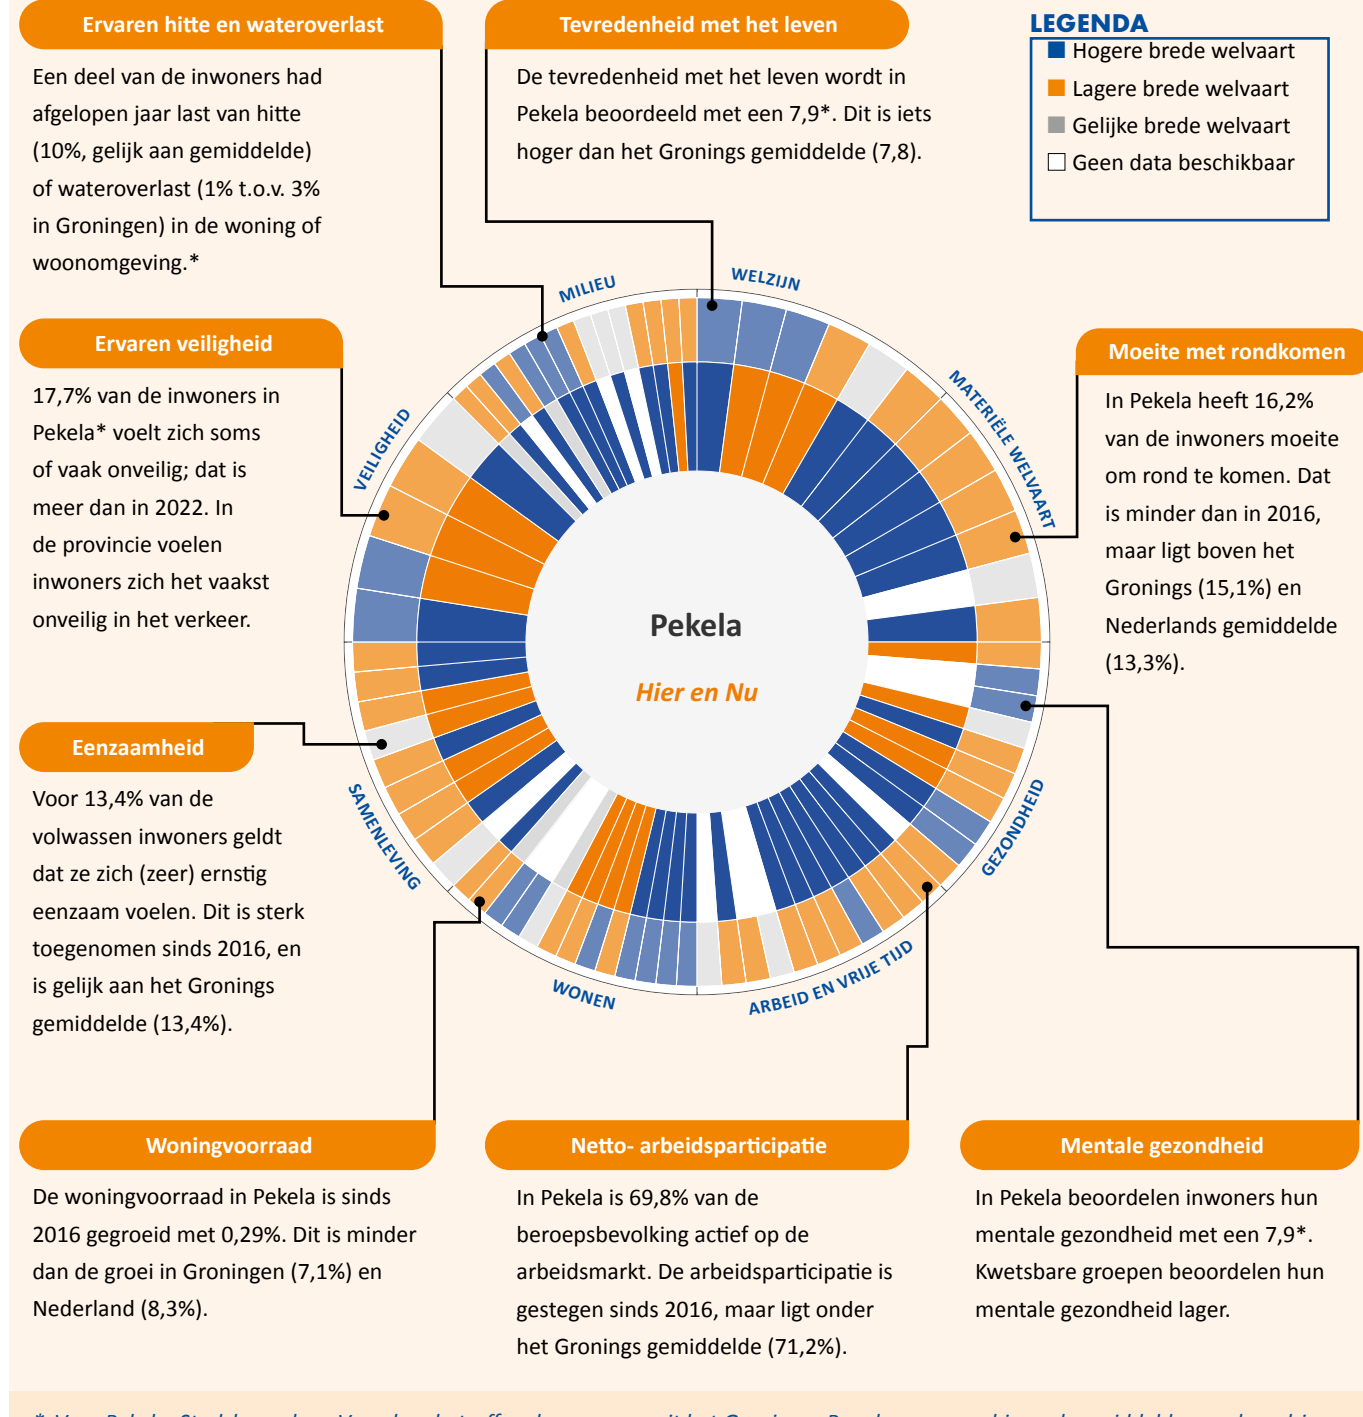 Ervaren hitte en wateroverlast
Een deel van de inwoners had
afgelopen jaar last van hitte
(10%, gelijk aan gemiddelde)
of wateroverlast (1% t.o.v. 3%
in Groningen) in de woning of
woonomgeving.*
Tevredenheid met het leven
De tevredenheid met het leven wordt in
Pekela beoordeeld met een 7,9*. Dit is iets
hoger dan het Gronings gemiddelde (7,8).
LEGENDA
Hogere brede welvaart
Lagere brede welvaart
Gelijke brede welvaart
Geen data beschikbaar
Ervaren veiligheid
17,7% van de inwoners in
Pekela* voelt zich soms
of vaak onveilig; dat is
meer dan in 2022. In
de provincie voelen
inwoners zich het vaakst
onveilig in het verkeer.
Moeite met rondkomen
In Pekela heeft 16,2%
van de inwoners moeite
om rond te komen. Dat
is minder dan in 2016,
maar ligt boven het
Gronings (15,1%) en
Nederlands gemiddelde
(13,3%).
MILIEU
WELZIJN
MATERIËLE WELVAART
GEZONDHEID
ARBEID EN VRIJE TIJD
WONEN
SAMENLEVING
VEILIGHEID
Pekela
Hier en Nu
Eenzaamheid
Voor 13,4% van de
volwassen inwoners geldt
dat ze zich (zeer) ernstig
eenzaam voelen. Dit is sterk
toegenomen sinds 2016, en
is gelijk aan het Gronings
gemiddelde (13,4%).
Woningvoorraad
De woningvoorraad in Pekela is sinds
2016 gegroeid met 0,29%. Dit is minder
dan de groei in Groningen (7,1%) en
Nederland (8,3%).
Netto- arbeidsparticipatie
In Pekela is 69,8% van de
beroepsbevolking actief op de
arbeidsmarkt. De arbeidsparticipatie is
gestegen sinds 2016, maar ligt onder
het Gronings gemiddelde (71,2%).
Mentale gezondheid
In Pekela beoordelen inwoners hun
mentale gezondheid met een 7,9*.
Kwetsbare groepen beoordelen hun
mentale gezondheid lager.